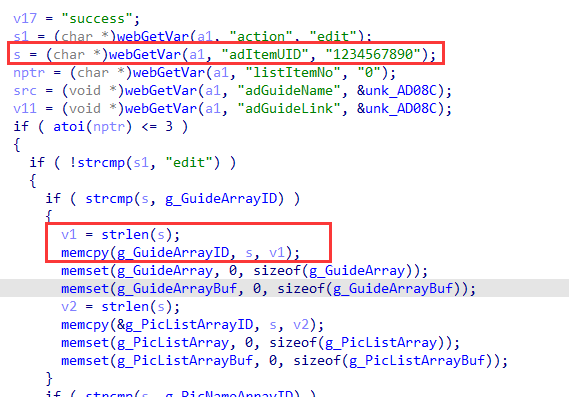 v17 = "success";
s1 = (char *)webGetVar(a1, "action", "edit");
s = (char *)webGetVar(a1, "adItemUID", "1234567890");
nptr = (char *)webGetVar(a1, "listItemNo", "0");
src = (void *)webGetVar(a1, "adGuideName", &unk_AD08C);
v11 = (void *)webGetVar(a1, "adGuideLink", &unk_AD08C);
if ( atoi(nptr) <= 3 )
{
if ( !strcmp(s1, "edit") )
{
if ( strcmp(s, g_GuideArrayID) )
{
v1 = strlen(s);
memcpy(g_GuideArrayID, s, v1);
memset(g_GuideArray, 0, sizeof(g_GuideArray));
memset(g_GuideArrayBuf, 0, sizeof(g_GuideArrayBuf));
v2 = strlen(s);
memcpy(&g_PicListArrayID, s, v2);
memset(g_PicListArray, 0, sizeof(g_PicListArray));
memset(g_PicListArrayBuf, 0, sizeof(g_PicListArrayBuf));
}
if ( strcmp(s, g_PicNameArrayID) )